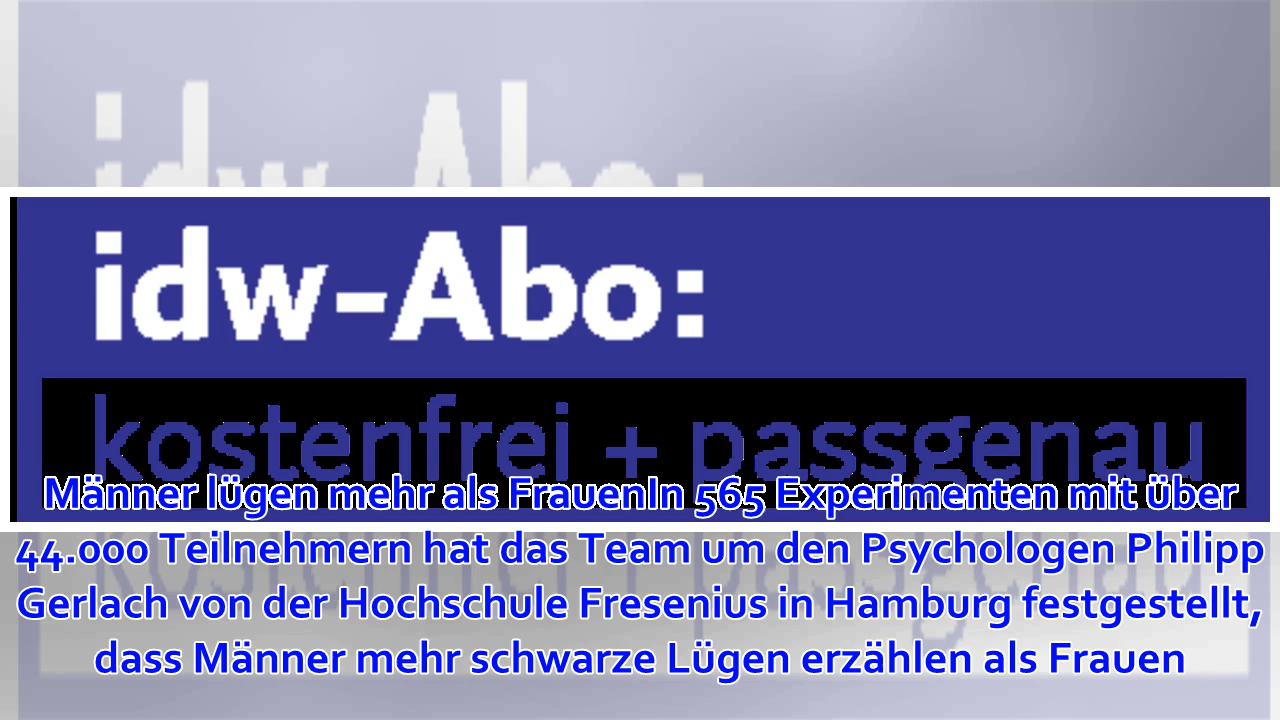 idw-Abo:
idw-Abo:
kostenfrei + passgenau
Männer lügen mehr als FrauenIn 565 Experimenten mit über
44.000 Teilnehmern hat das Team um den Psychologen Philipp
Gerlach von der Hochschule Fresenius in Hamburg festgestellt,
dass Männer mehr schwarze Lügen erzählen als Frauen